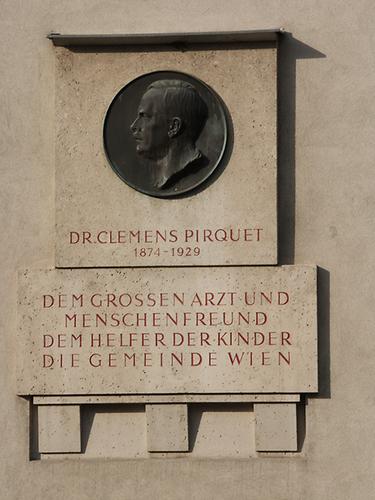 DR. CLEMENS PIRQUET
1874-1929
DEM GROSSEN ARZT UND
MENSCHENFREUND
DEM HELFER DER KINDER
DIE GEMEINDE WIEN